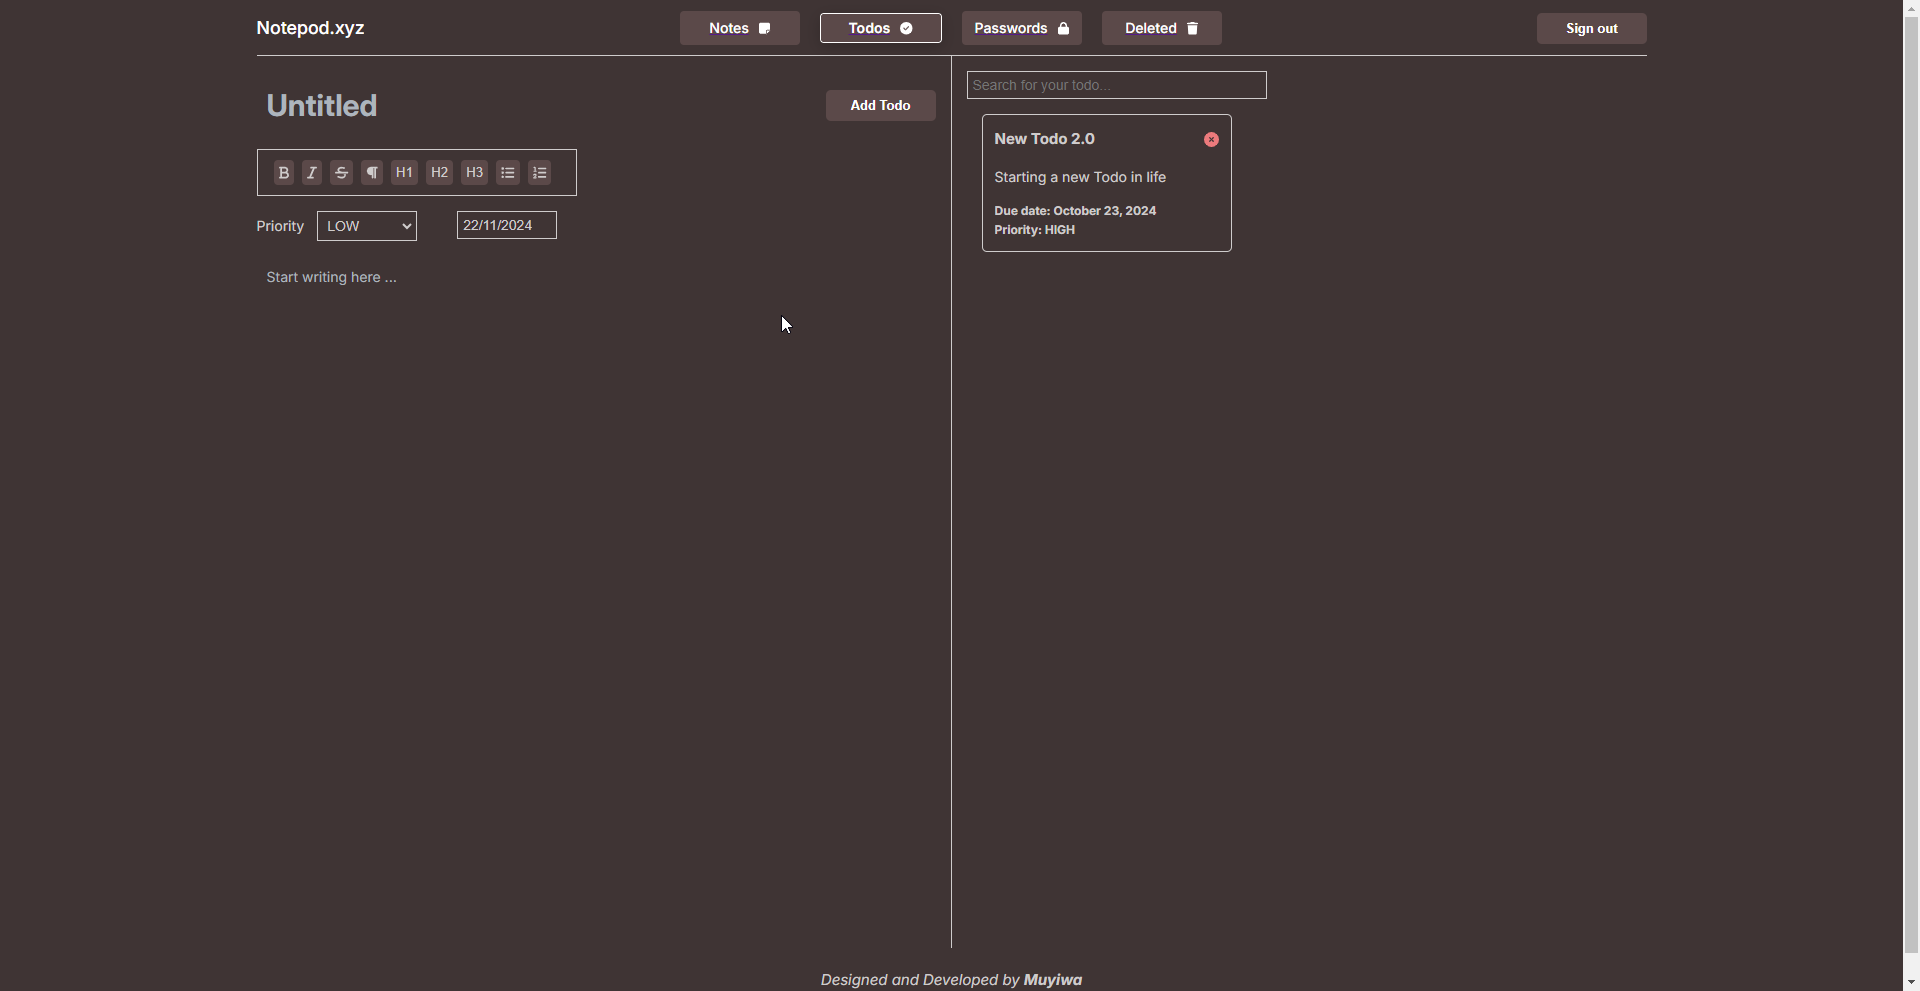 Notepod.xyz
Notes
Todos
Passwords
Deleted
Sign out
Untitled
Add Todo
B I S ¶ H1 H2 H3
Priority LOW 22/11/2024
Start writing here ...
Search for your todo...
New Todo 2.0
Starting a new Todo in life
Due date: October 23, 2024
Priority: HIGH
Designed and Developed by Muyiwa